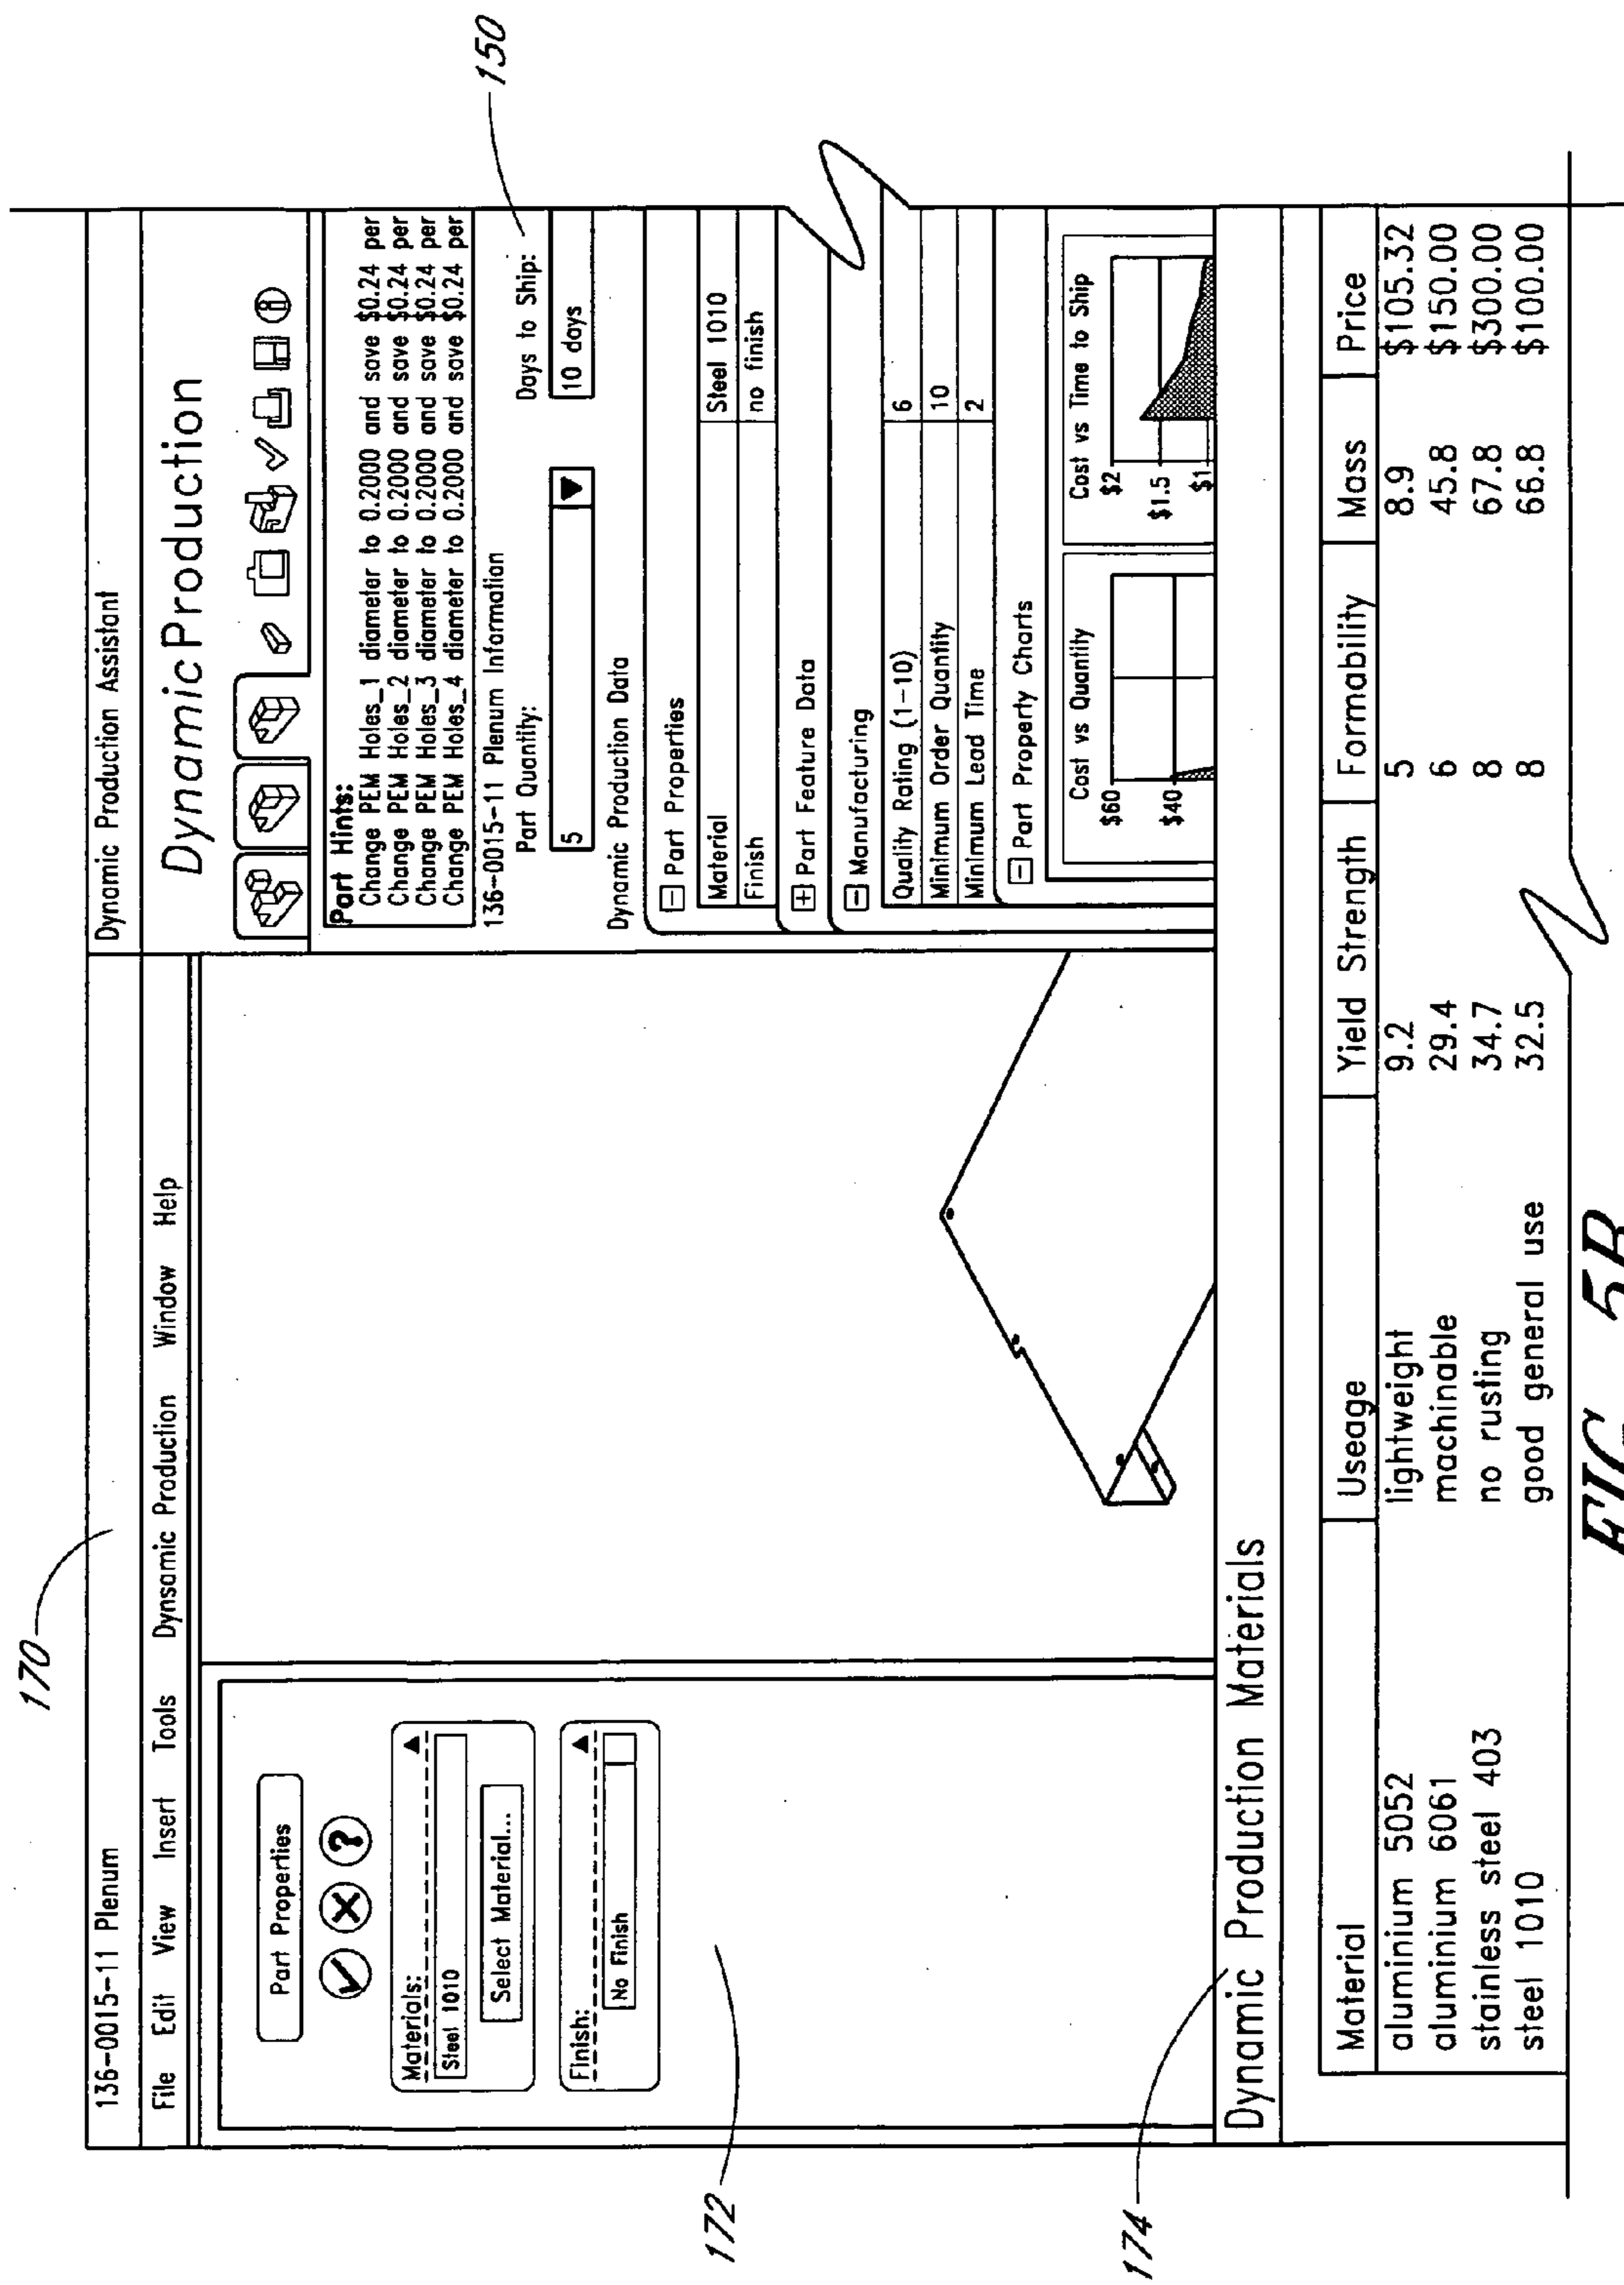 170
136-0015-11 Plenum
Dynamic Production Assistant
File Edit View Insert Tools Dynsamic Production Window Help
DynamicProduction
Part Properties
Materials:
Steel 1010
Select Material...
Finish:
No Finish
172
Part Hints:
Change PEM Holes_1 diameter to 0.2000 and save $0.24 per
Change PEM Holes_2 diameter to 0.2000 and save $0.24 per
Change PEM Holes_3 diameter to 0.2000 and save $0.24 per
Change PEM Holes_4 diameter to 0.2000 and save $0.24 per
136-0015-11 Plenum Information
150
Part Quantity: Days to Ship:
5 10 days
Dynamic Production Data
Part Properties
Material Steel 1010
Finish no finish
Part Feature Data
Manufacturing
Quality Rating (1-10) 6
Minimum Order Quantity 10
Minimum Lead Time 2
Part Property Charts
Cost vs Quantity Cost vs Time to Ship
$60 $2
$40 $1.5
$1
174
Dynamic Production Materials
Material Useage Yield Strength Formability Mass Price
aluminium 5052 lightweight 9.2 5 8.9 $105.32
aluminium 6061 machinable 29.4 6 45.8 $150.00
stainless steel 403 no rusting 34.7 8 67.8 $300.00
steel 1010 good general use 32.5 8 66.8 $100.00
FIG. 5B